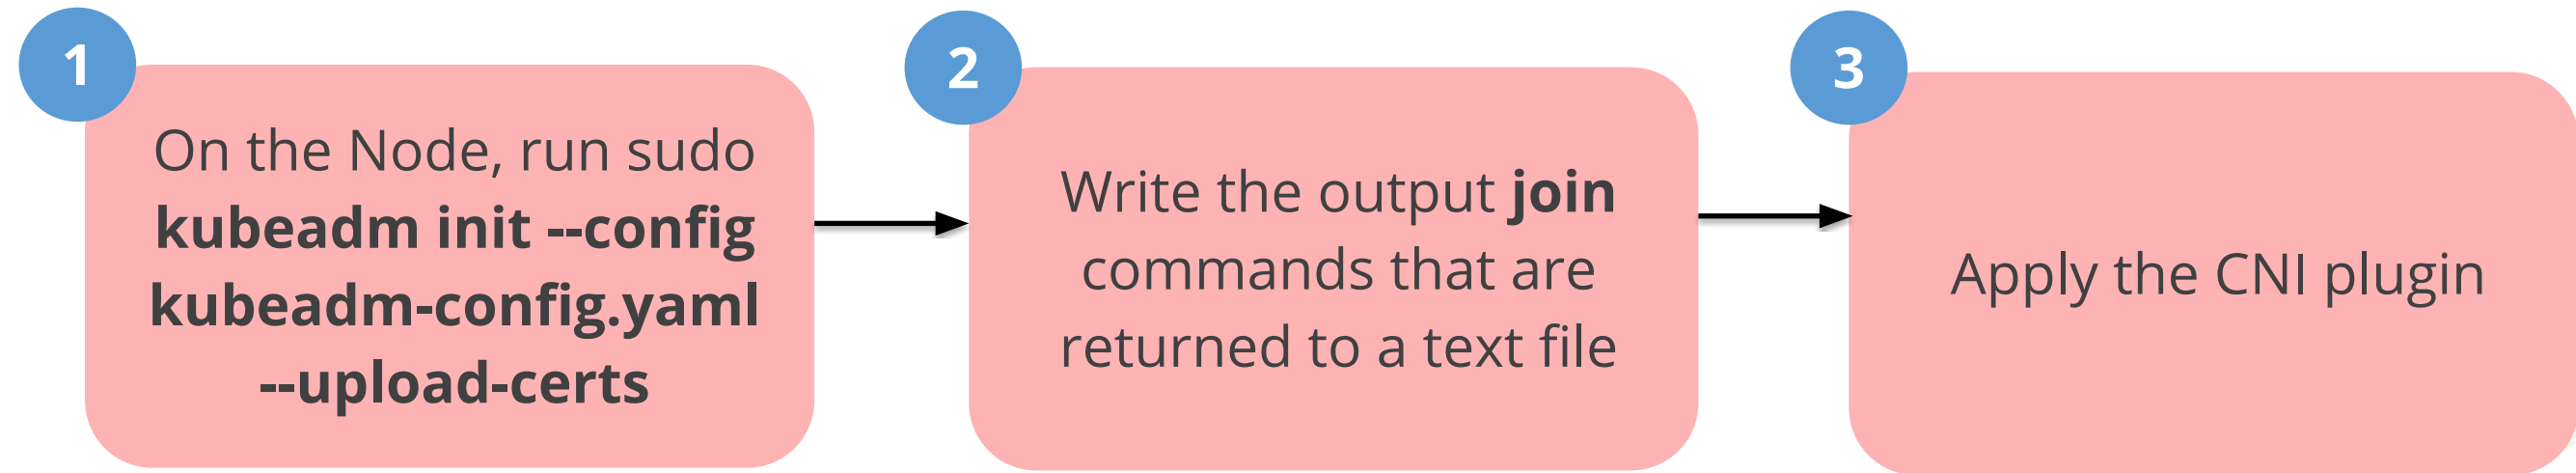 1
On the Node, run sudo
kubeadm init --config
kubeadm-config.yaml
--upload-certs
2
Write the output join
commands that are
returned to a text file
3
Apply the CNI plugin